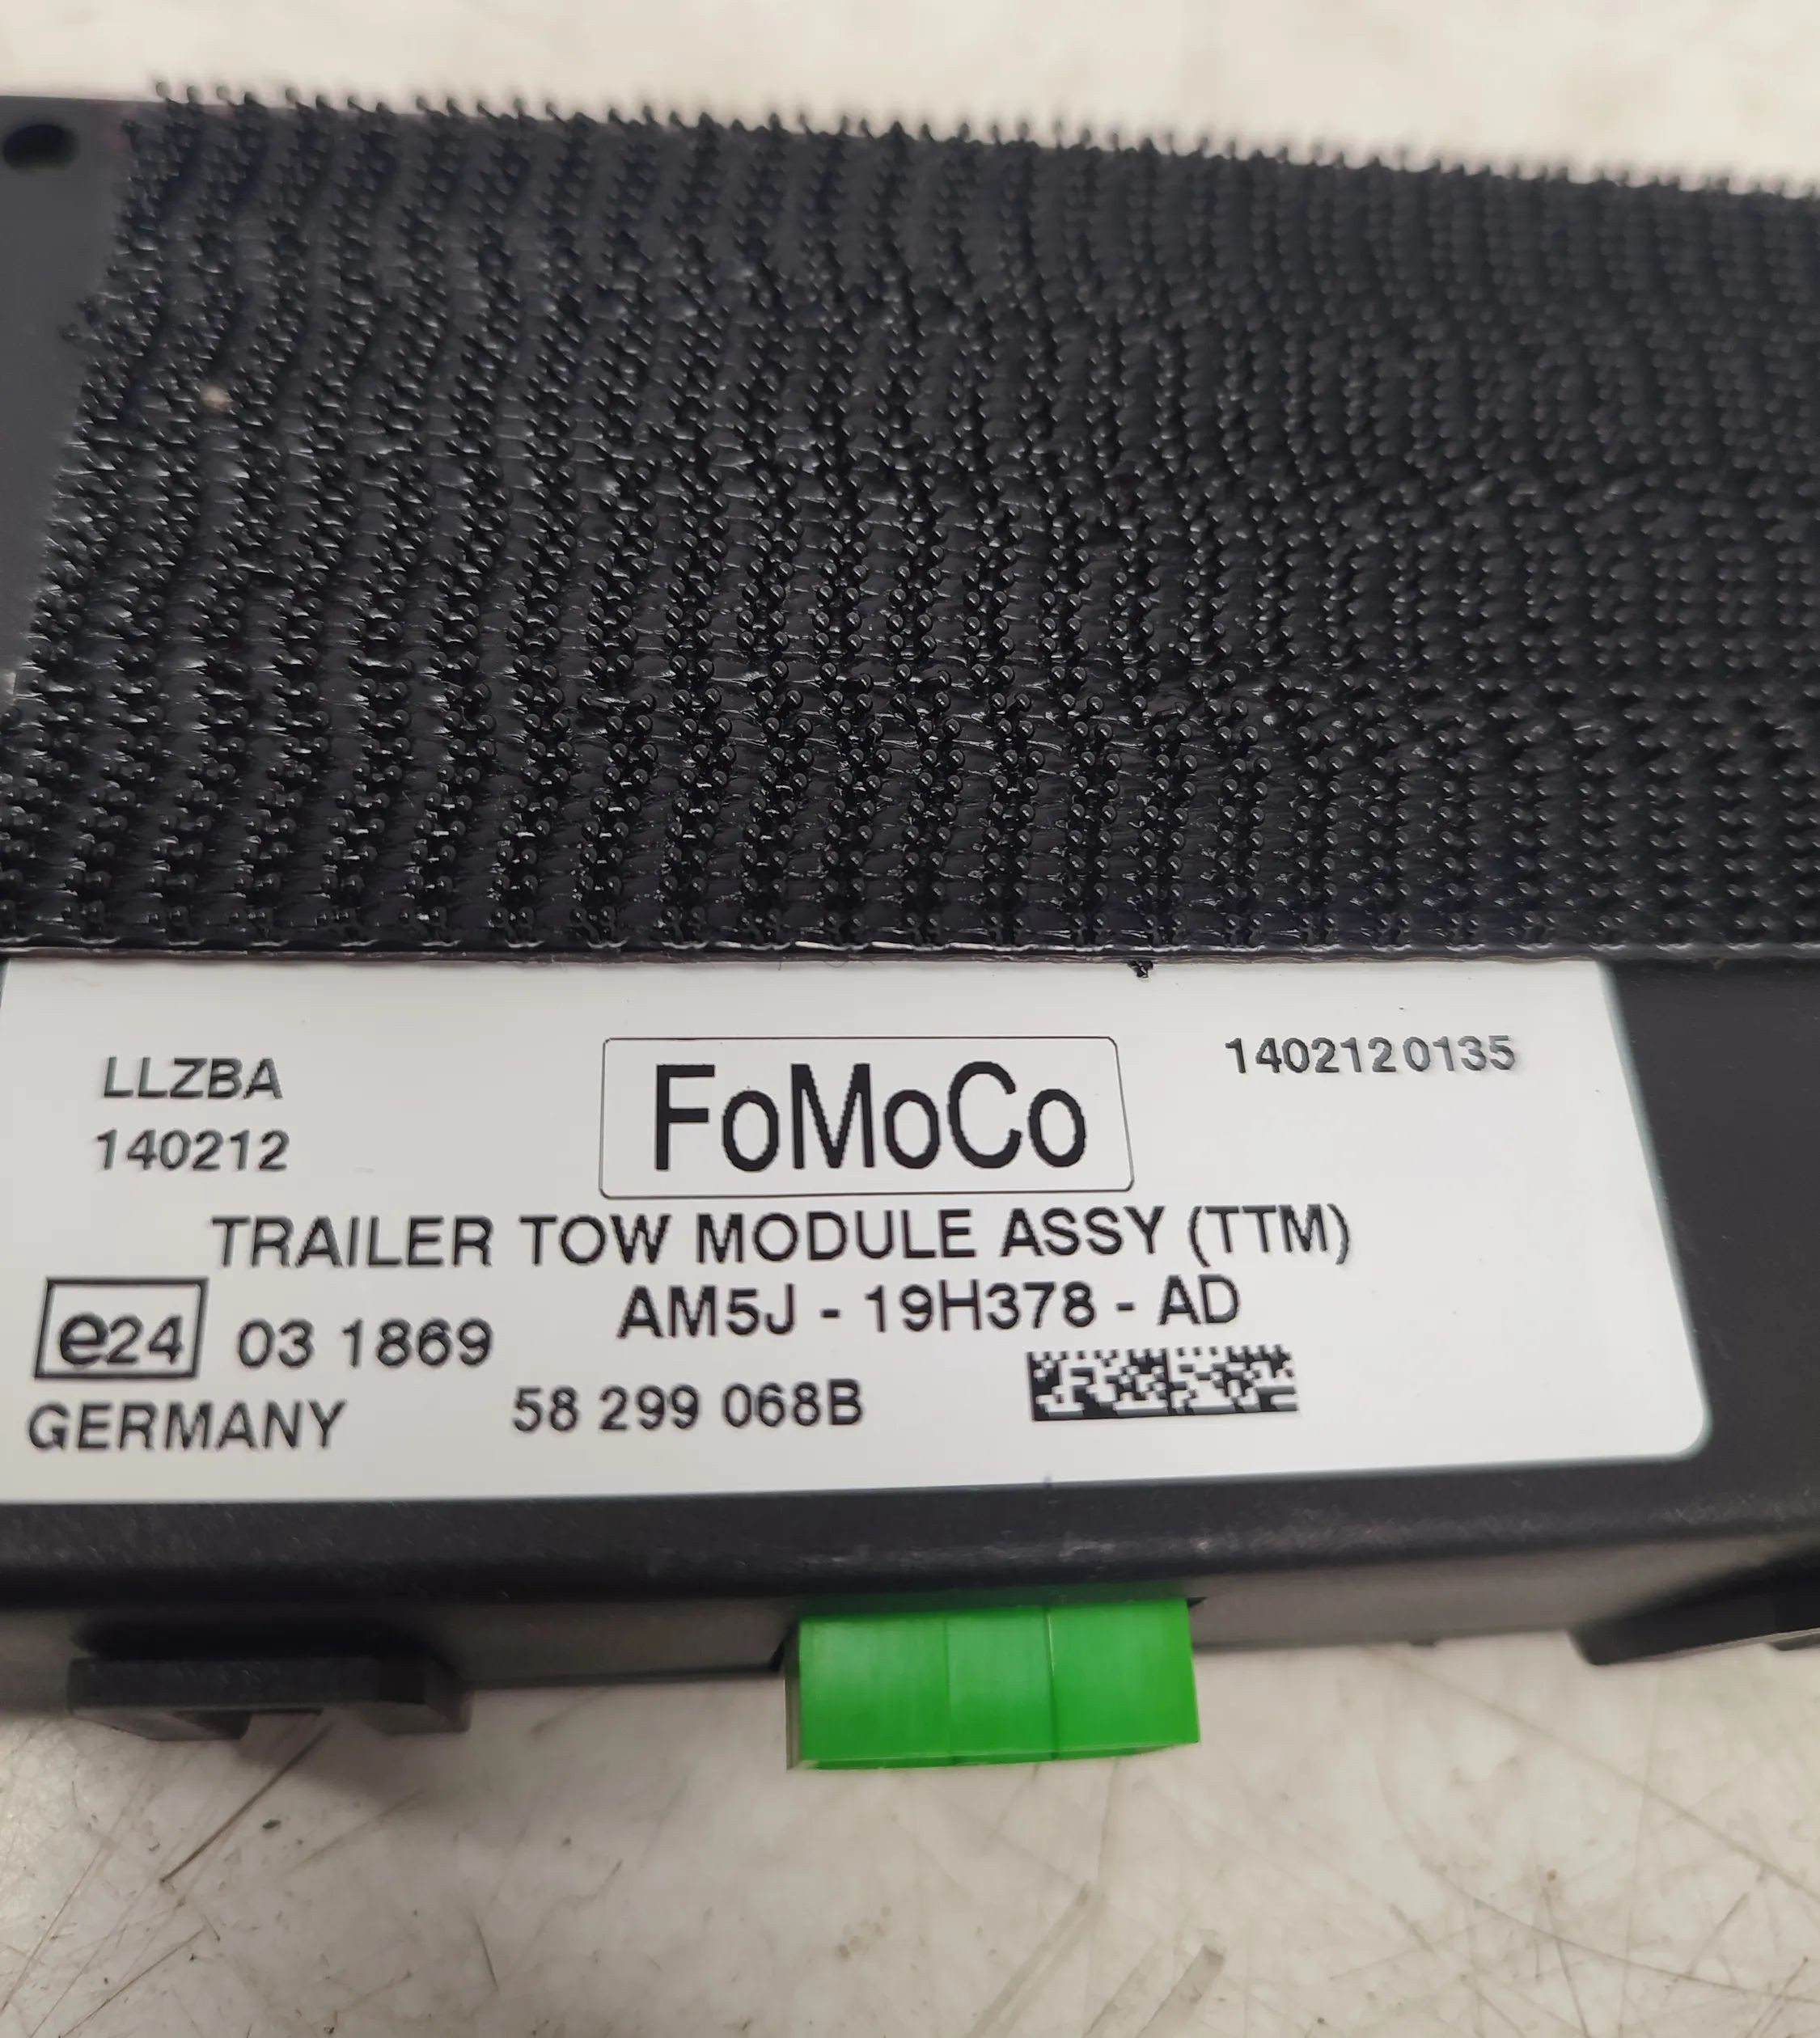 LLZBA
140212
FoMoCo
1402120135
TRAILER TOW MODULE ASSY (TTM)
AM5J - 19H378 - AD
e24 03 1869
GERMANY
58 299 068B